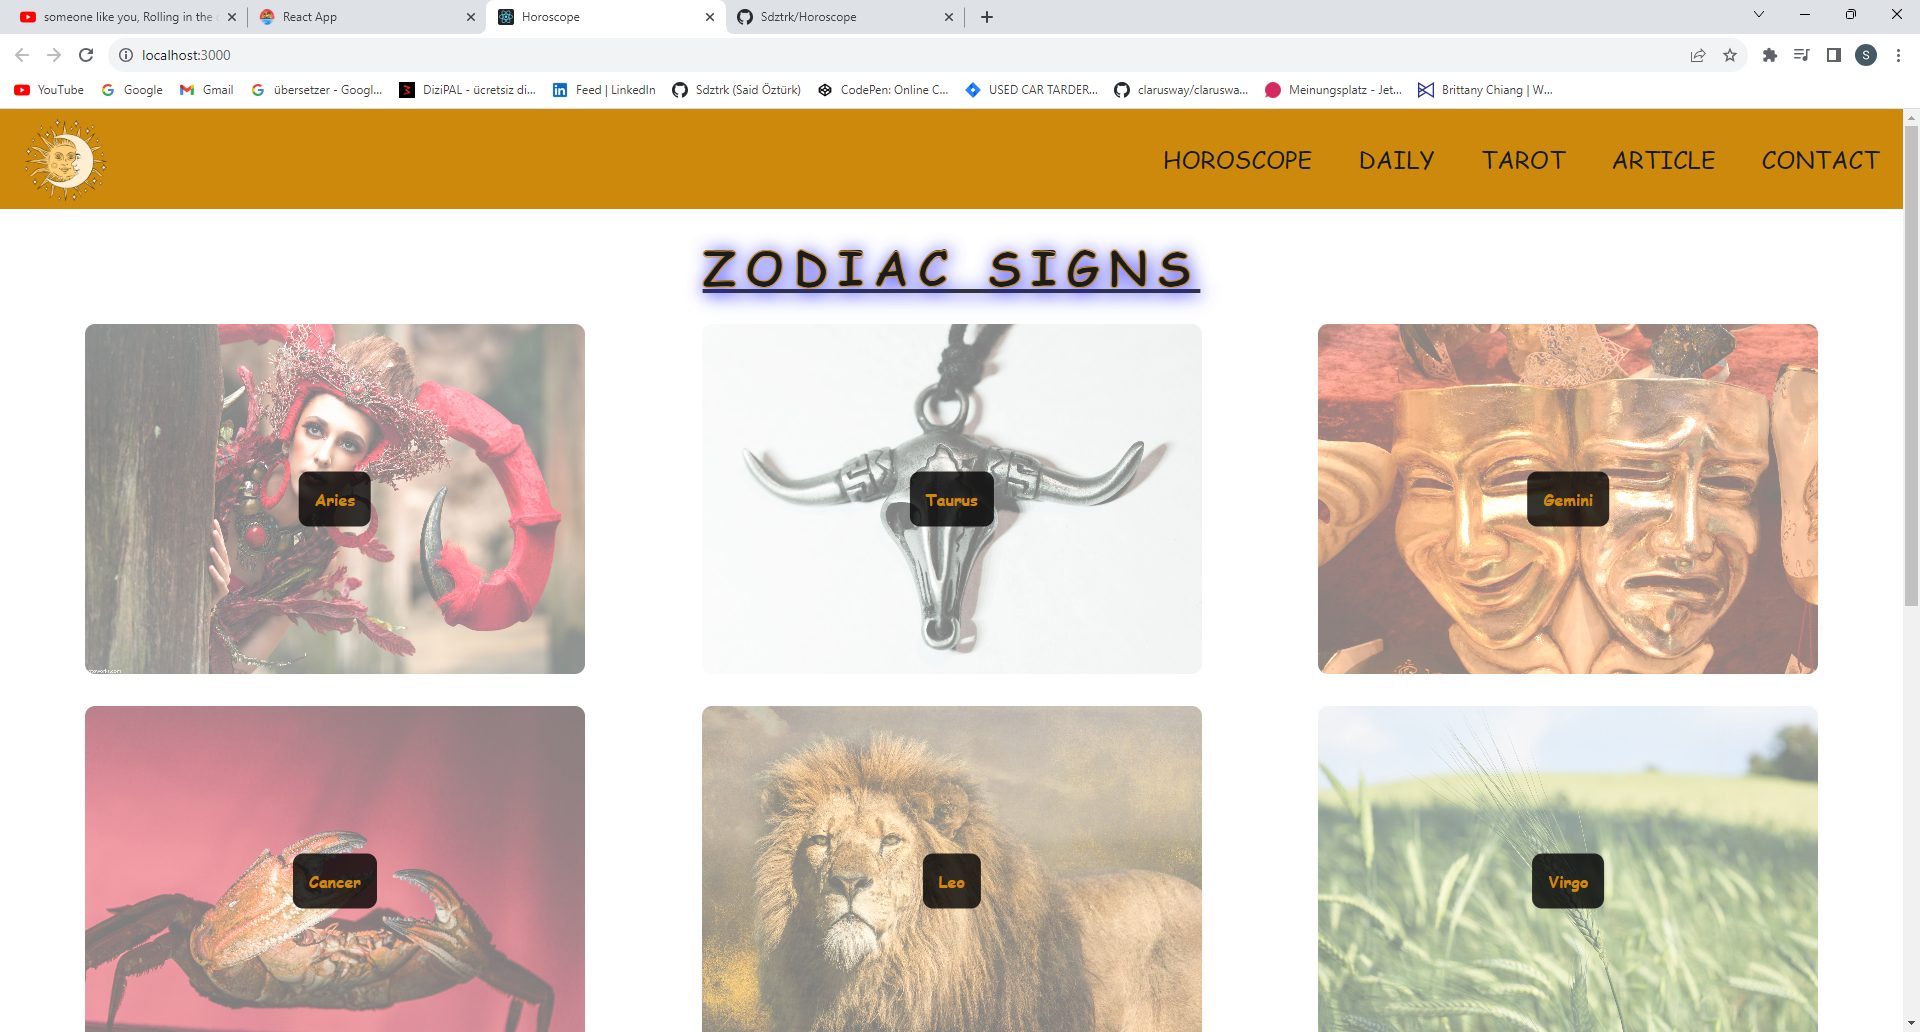 someone like you, Rolling in the
React App
Horoscope
Sdztrk/Horoscope
localhost:3000
S
YouTube
Google
Gmail
übersetzer - Googl...
DiziPAL - ücretsiz di...
Feed | LinkedIn
Sdztrk (Said Öztürk)
CodePen: Online C...
USED CAR TARDER...
clarusway/claruswa...
Meinungsplatz - Jet...
Brittany Chiang | W...
HOROSCOPE
DAILY
TAROT
ARTICLE
CONTACT
ZODIAC SIGNS
Aries
Taurus
Gemini
Cancer
Leo
Virgo